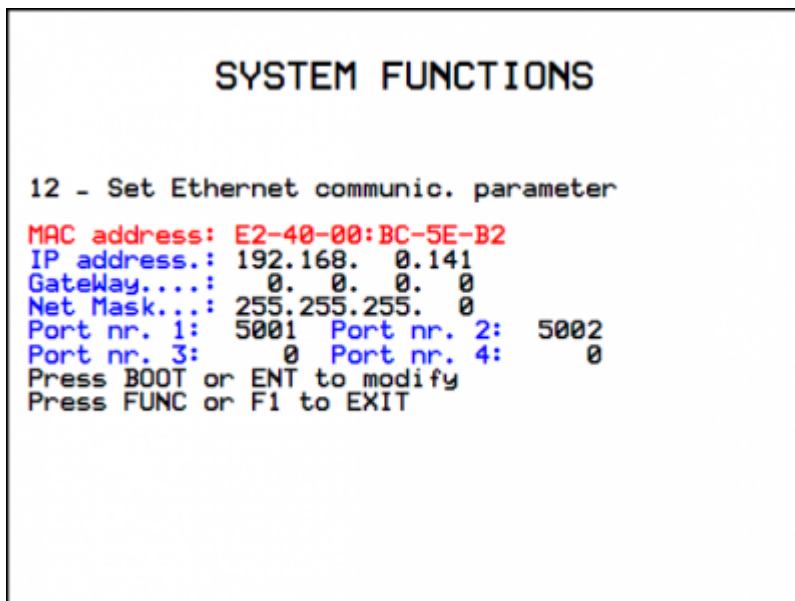 SYSTEM FUNCTIONS
12 - Set Ethernet communic. parameter
MAC address: E2-40-00:BC-5E-B2
IP address.: 192.168.  0.141
GateWay....:   0.  0.  0.  0
Net Mask...: 255.255.255.  0
Port nr. 1:  5001  Port nr. 2:  5002
Port nr. 3:     0  Port nr. 4:     0
Press BOOT or ENT to modify
Press FUNC or F1 to EXIT